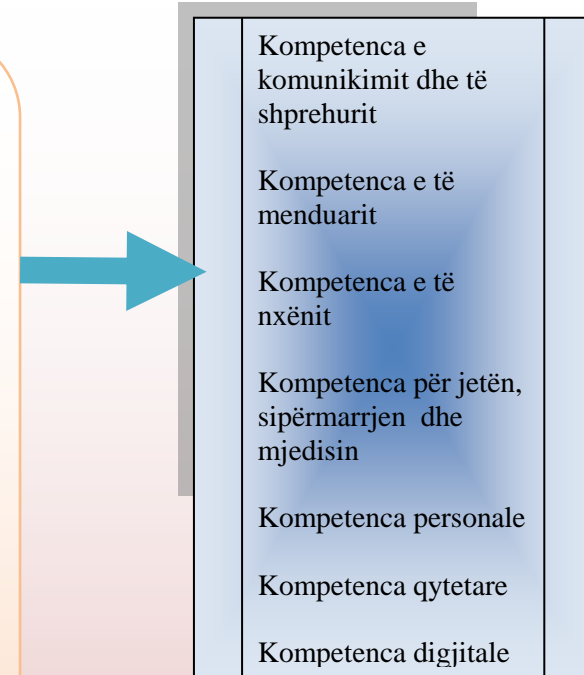 Kompetenca e
komunikimit dhe të
shprehurit
Kompetenca e të
menduarit
Kompetenca e të
nxënit
Kompetenca për jetën,
sipërmarrjen dhe
mjedisin
Kompetenca personale
Kompetenca qytetare
Kompetenca digjitale